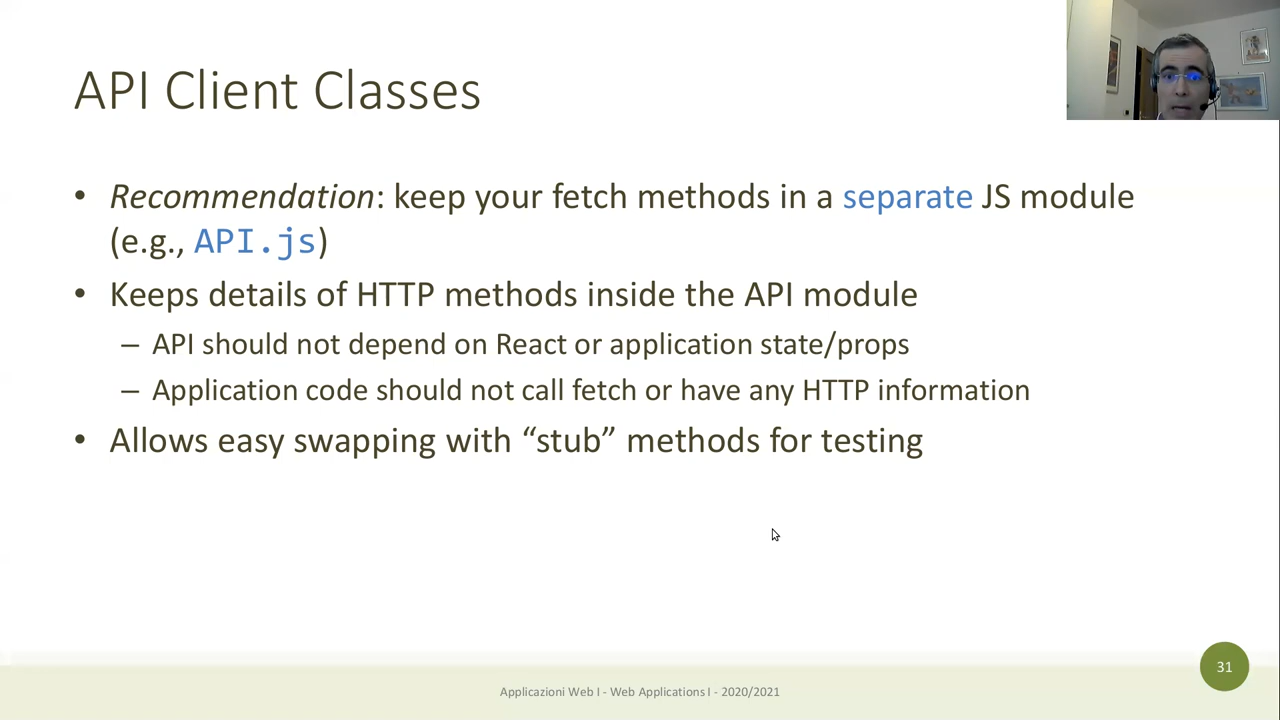 API Client Classes
• Recommendation: keep your fetch methods in a separate JS module
(e.g., API.js)
• Keeps details of HTTP methods inside the API module
– API should not depend on React or application state/props
– Application code should not call fetch or have any HTTP information
• Allows easy swapping with “stub” methods for testing
31
Applicazioni Web I - Web Applications I - 2020/2021